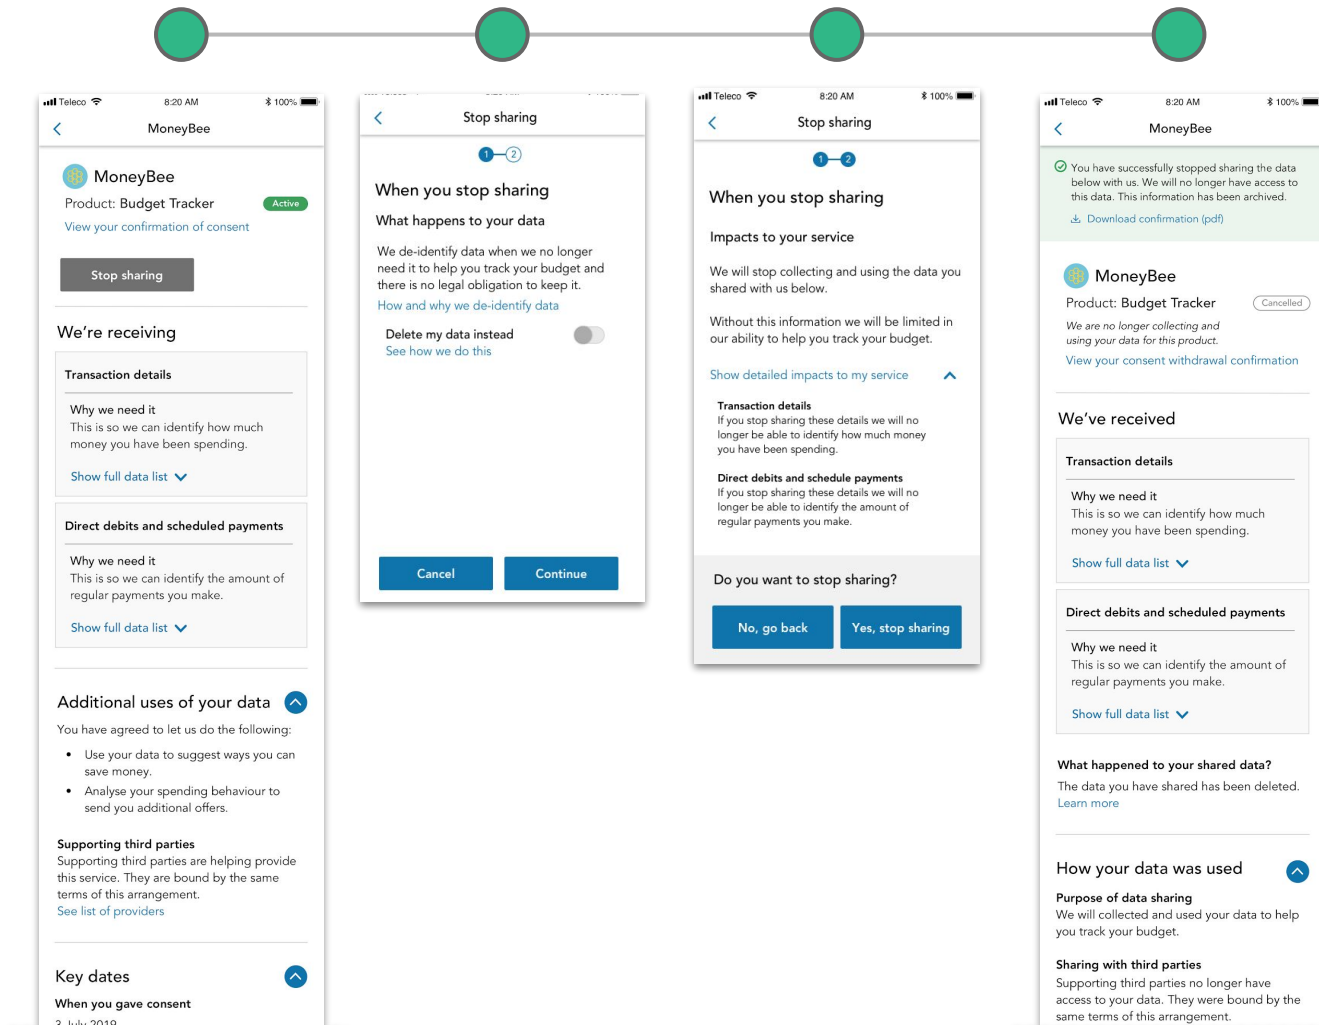 Teleco
8:20 AM
100%
MoneyBee
MoneyBee
Product: Budget Tracker
Active
View your confirmation of consent
Stop sharing
We're receiving
Transaction details
Why we need it
This is so we can identify how much
money you have been spending.
Show full data list
Direct debits and scheduled payments
Why we need it
This is so we can identify the amount of
regular payments you make.
Show full data list
Additional uses of your data
You have agreed to let us do the following:
• Use your data to suggest ways you can
save money.
• Analyse your spending behaviour to
send you additional offers.
Supporting third parties
Supporting third parties are helping provide
this service. They are bound by the same
terms of this arrangement.
See list of providers
Key dates
When you gave consent
3 July 2019
Stop sharing
1
2
When you stop sharing
What happens to your data
We de-identify data when we no longer
need it to help you track your budget and
there is no legal obligation to keep it.
How and why we de-identify data
Delete my data instead
See how we do this
Cancel
Continue
Teleco
8:20 AM
100%
Stop sharing
1
2
When you stop sharing
Impacts to your service
We will stop collecting and using the data you
shared with us below.
Without this information we will be limited in
our ability to help you track your budget.
Show detailed impacts to my service
Transaction details
If you stop sharing these details we will no
longer be able to identify how much money
you have been spending.
Direct debits and schedule payments
If you stop sharing these details we will no
longer be able to identify the amount of
regular payments you make.
Do you want to stop sharing?
No, go back
Yes, stop sharing
Teleco
8:20 AM
100%
MoneyBee
You have successfully stopped sharing the data
below with us. We will no longer have access to
this data. This information has been archived.
Download confirmation (pdf)
MoneyBee
Product: Budget Tracker
Cancelled
We are no longer collecting and
using your data for this product.
View your consent withdrawal confirmation
We've received
Transaction details
Why we need it
This is so we can identify how much
money you have been spending.
Show full data list
Direct debits and scheduled payments
Why we need it
This is so we can identify the amount of
regular payments you make.
Show full data list
What happened to your shared data?
The data you have shared has been deleted.
Learn more
How your data was used
Purpose of data sharing
We will collected and used your data to help
you track your budget.
Sharing with third parties
Supporting third parties no longer have
access to your data. They were bound by the
same terms of this arrangement.